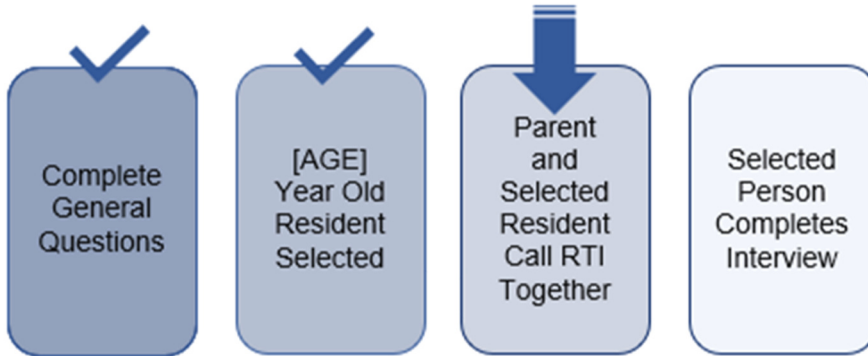 Complete
General
Questions
[AGE]
Year Old
Resident
Selected
Parent
and
Selected
Resident
Call RTI
Together
Selected
Person
Completes
Interview